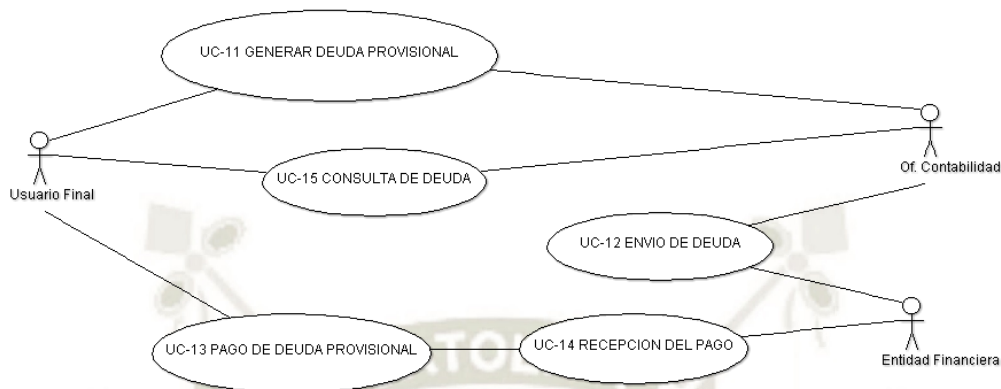 UC-11 GENERAR DEUDA PROVISIONAL
Usuario Final
UC-15 CONSULTA DE DEUDA
Of. Contabilidad
UC-12 ENVIO DE DEUDA
UC-13 PAGO DE DEUDA PROVISIONAL
UC-14 RECEPCION DEL PAGO
Entidad Financiera